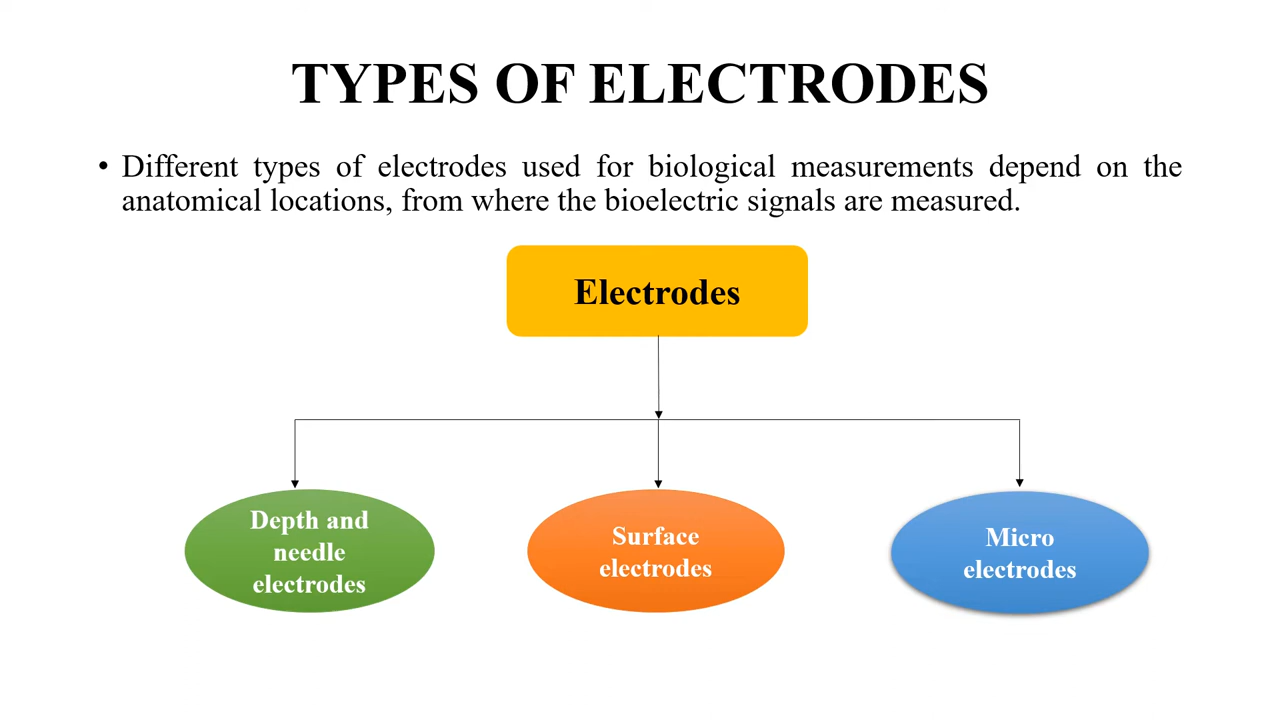 TYPES OF ELECTRODES
• Different types of electrodes used for biological measurements depend on the
anatomical locations, from where the bioelectric signals are measured.
Electrodes
Depth and
needle
electrodes
Surface
electrodes
Micro
electrodes